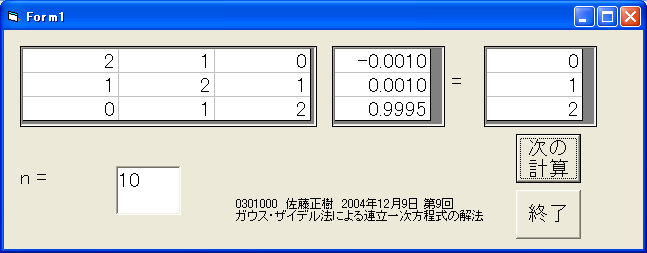 Form1
2 1 0 -0.0010 0
1 2 1 0.0010 = 1
0 1 2 0.9995 2
次の
計算
n = 10
0301000 佐藤正樹 2004年12月9日 第9回
ガウス・ザイデル法による連立一次方程式の解法
終了